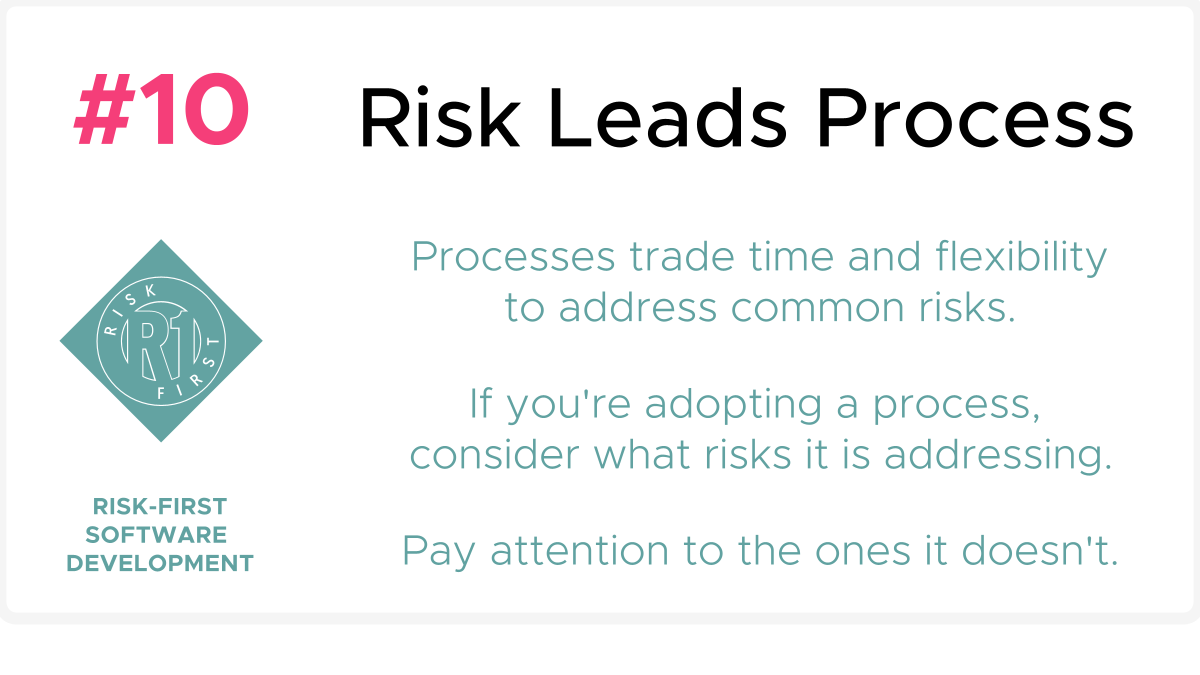 #10
Risk Leads Process
Processes trade time and flexibility
to address common risks.
If you're adopting a process,
consider what risks it is addressing.
Pay attention to the ones it doesn't.
RISK
R1
FIRST
RISK-FIRST
SOFTWARE
DEVELOPMENT